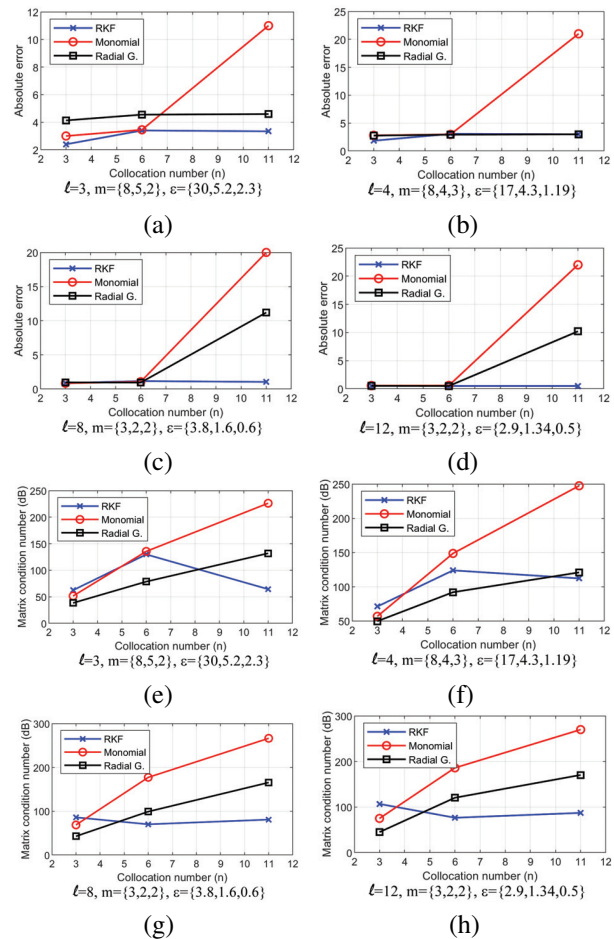 12
10
8
6
4
2
Absolute error
RKF
Monomial
Radial G.
2 3 4 5 6 7 8 9 10 11 12
Collocation number (n)
ℓ=3, m={8,5,2}, ε={30,5.2,2.3}
(a)
25
20
15
10
5
0
Absolute error
RKF
Monomial
Radial G.
2 3 4 5 6 7 8 9 10 11 12
Collocation number (n)
ℓ=4, m={8,4,3}, ε={17,4.3,1.19}
(b)
20
15
10
5
0
Absolute error
RKF
Monomial
Radial G.
2 3 4 5 6 7 8 9 10 11 12
Collocation number (n)
ℓ=8, m={3,2,2}, ε={3.8,1.6,0.6}
(c)
25
20
15
10
5
0
Absolute error
RKF
Monomial
Radial G.
2 3 4 5 6 7 8 9 10 11 12
Collocation number (n)
ℓ=12, m={3,2,2}, ε={2.9,1.34,0.5}
(d)
250
200
150
100
50
0
Matrix condition number (dB)
RKF
Monomial
Radial G.
2 3 4 5 6 7 8 9 10 11 12
Collocation number (n)
ℓ=3, m={8,5,2}, ε={30,5.2,2.3}
(e)
250
200
150
100
50
Matrix condition number (dB)
RKF
Monomial
Radial G.
2 3 4 5 6 7 8 9 10 11 12
Collocation number (n)
ℓ=4, m={8,4,3}, ε={17,4.3,1.19}
(f)
300
200
100
0
Matrix condition number (dB)
RKF
Monomial
Radial G.
2 3 4 5 6 7 8 9 10 11 12
Collocation number (n)
ℓ=8, m={3,2,2}, ε={3.8,1.6,0.6}
(g)
300
200
100
0
Matrix condition number (dB)
RKF
Monomial
Radial G.
2 3 4 5 6 7 8 9 10 11 12
Collocation number (n)
ℓ=12, m={3,2,2}, ε={2.9,1.34,0.5}
(h)